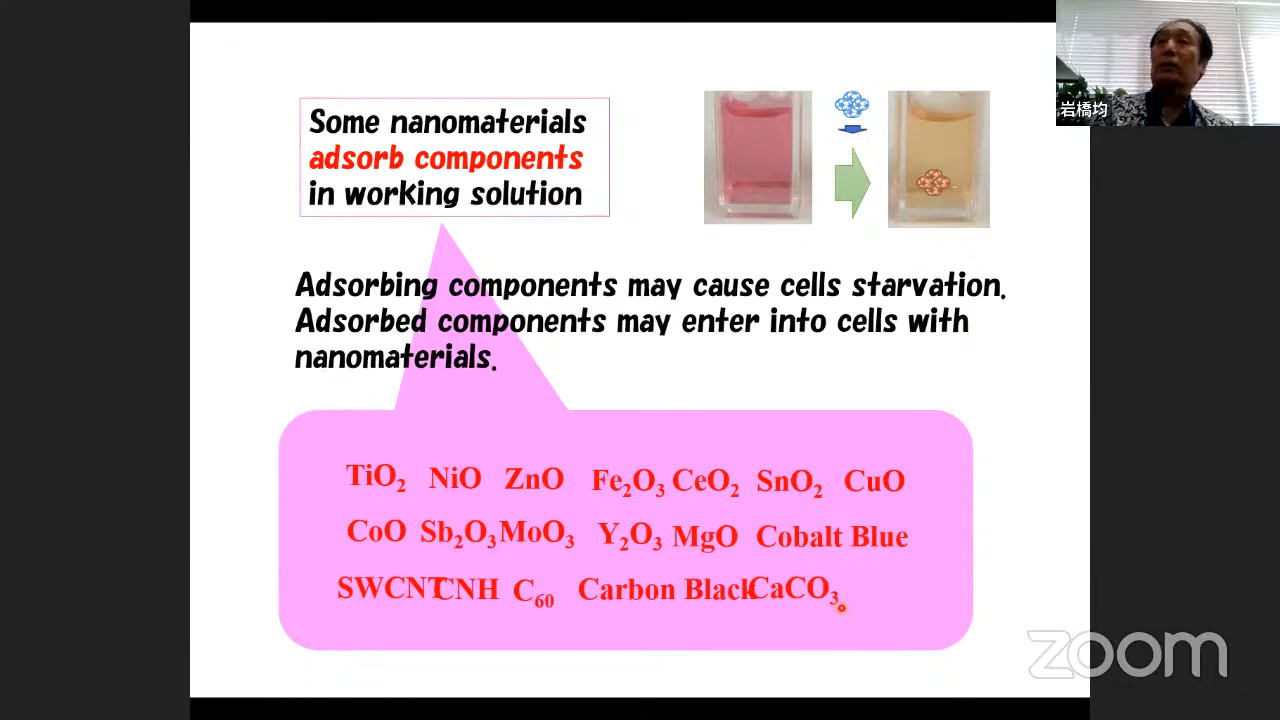 Some nanomaterials
adsorb components
in working solution
岩橋均
Adsorbing components may cause cells starvation.
Adsorbed components may enter into cells with
nanomaterials.
TiO₂ NiO ZnO Fe₂O₃ CeO₂ SnO₂ CuO
CoO Sb₂O₃ MoO₃ Y₂O₃ MgO Cobalt Blue
SWCNT CNH C₆₀ Carbon Black CaCO₃
zoom